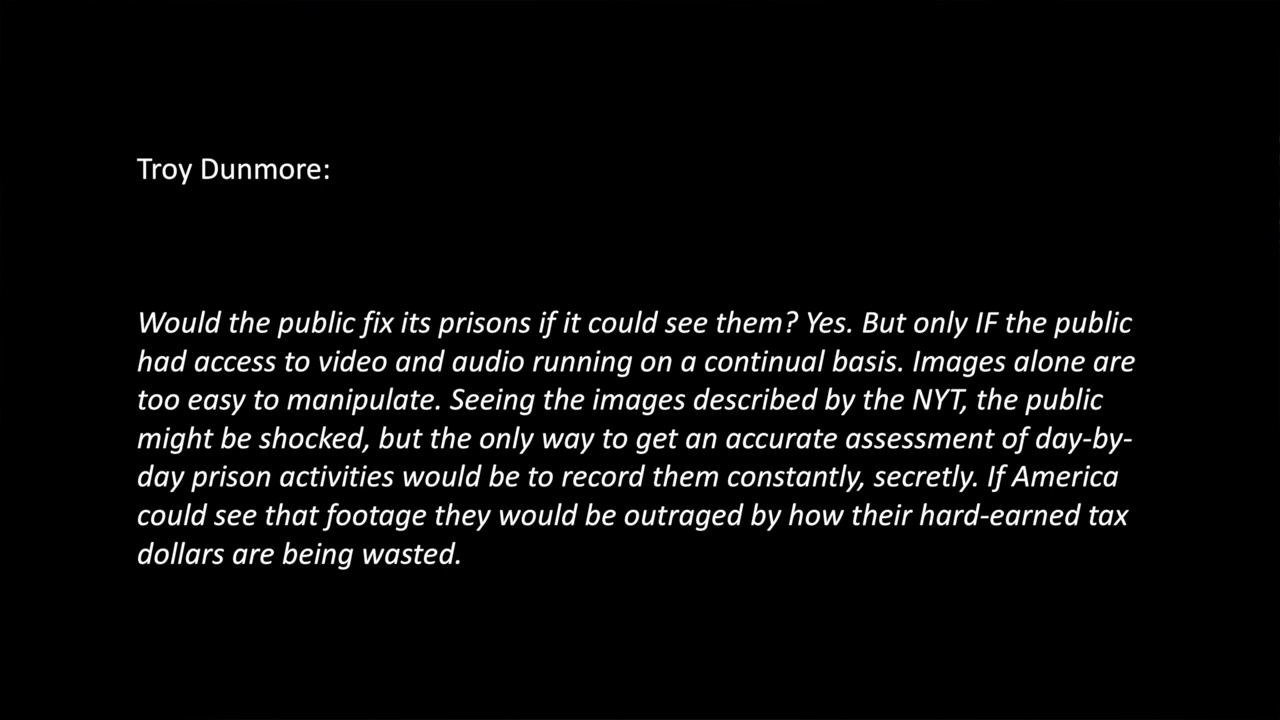 Troy Dunmore:
Would the public fix its prisons if it could see them? Yes. But only IF the public
had access to video and audio running on a continual basis. Images alone are
too easy to manipulate. Seeing the images described by the NYT, the public
might be shocked, but the only way to get an accurate assessment of day-by-
day prison activities would be to record them constantly, secretly. If America
could see that footage they would be outraged by how their hard-earned tax
dollars are being wasted.